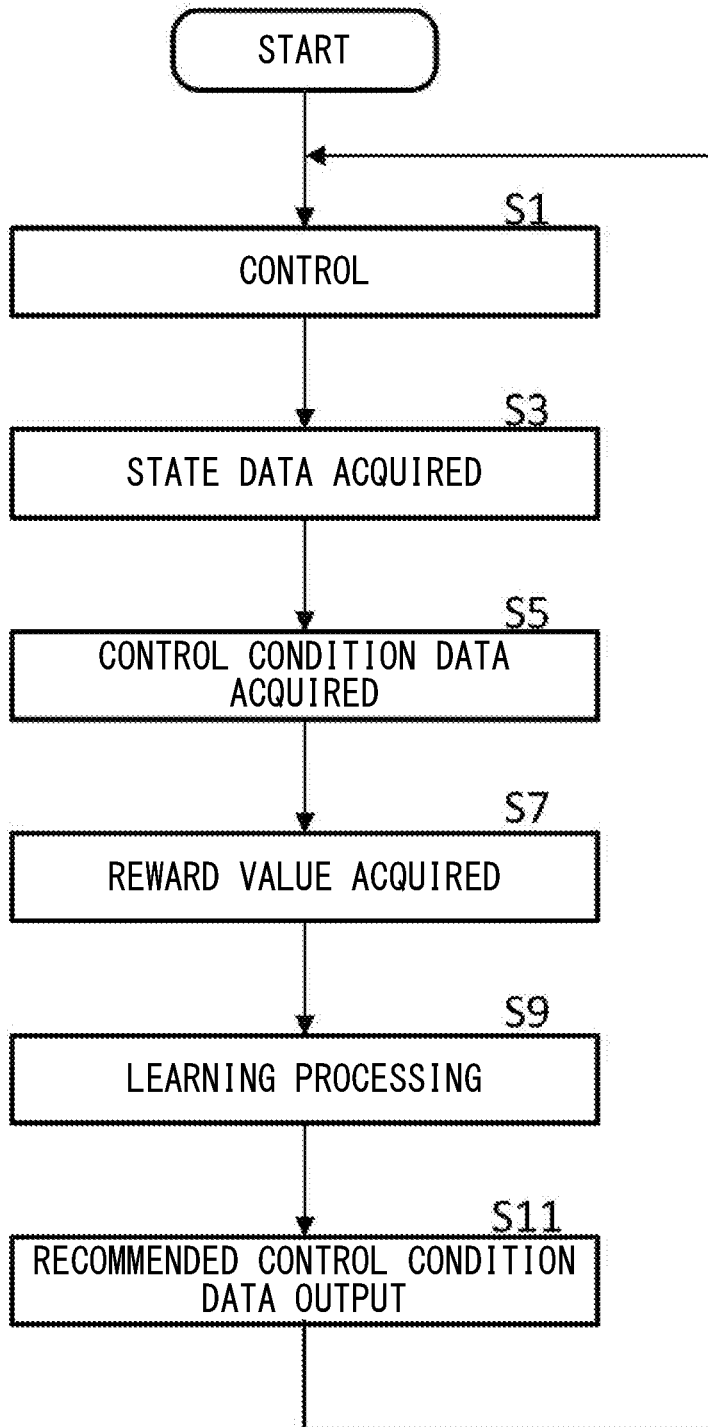 START
S1
CONTROL
S3
STATE DATA ACQUIRED
S5
CONTROL CONDITION DATA
ACQUIRED
S7
REWARD VALUE ACQUIRED
S9
LEARNING PROCESSING
S11
RECOMMENDED CONTROL CONDITION
DATA OUTPUT